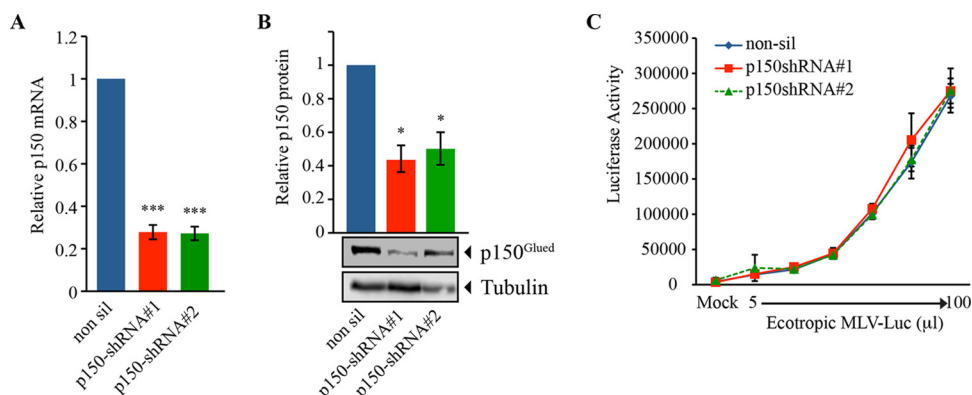 A
Relative p150 mRNA
1.2
1
0.8
0.6
0.4
0.2
0
***
***
non sil
p150-shRNA#1
p150-shRNA#2
B
Relative p150 protein
1
0.8
0.6
0.4
0.2
0
*
*
p150Glued
Tubulin
non sil
p150-shRNA#1
p150-shRNA#2
C
Luciferase Activity
350000
300000
250000
200000
150000
100000
50000
0
non-sil
p150shRNA#1
p150shRNA#2
Mock 5 100
Ecotropic MLV-Luc (µl)